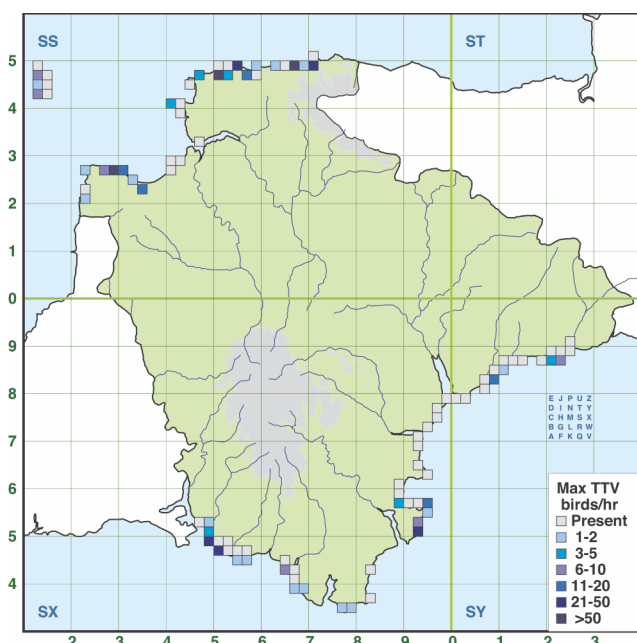 SS ST
5
4
3
2
1
0
9
8
E J P U Z
D I N T Y
C H M S X
B G L R W
A F K Q V
7
6
5
4
Max TTV
birds/hr
Present
1-2
3-5
6-10
11-20
21-50
>50
SX SY
2 3 4 5 6 7 8 9 0 1 2 3